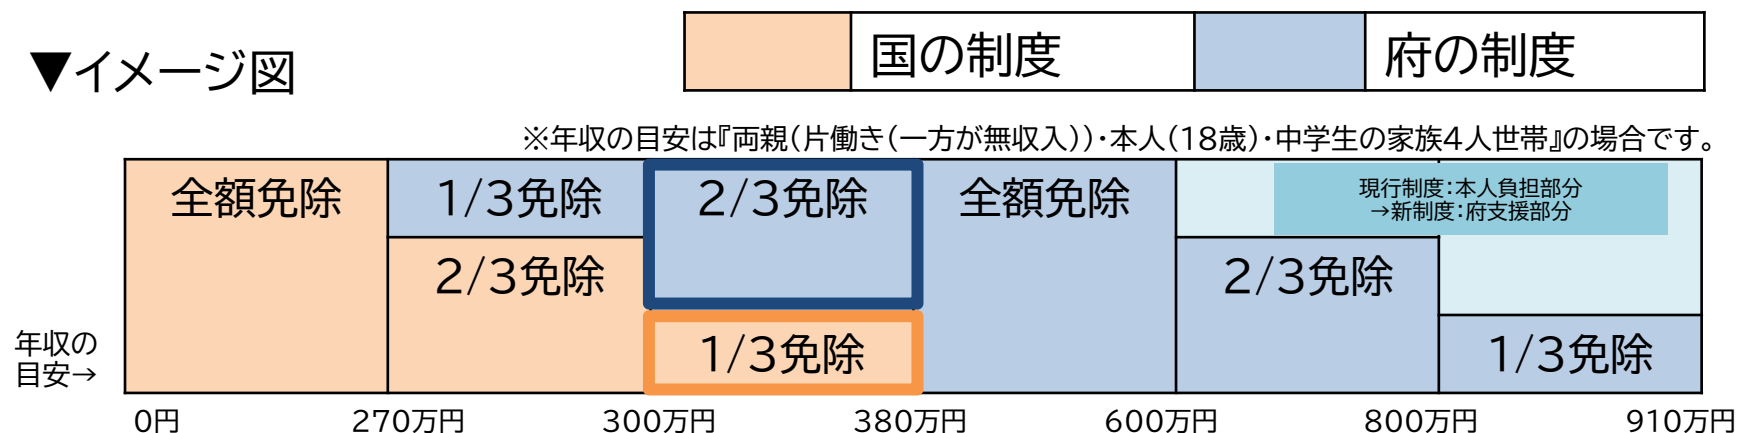 ▼イメージ図
国の制度
府の制度
※年収の目安は『両親(片働き(一方が無収入))・本人(18歳)・中学生の家族4人世帯』の場合です。
全額免除
1/3免除
2/3免除
全額免除
現行制度:本人負担部分
→新制度:府支援部分
2/3免除
2/3免除
1/3免除
1/3免除
年収の
目安→
0円
270万円
300万円
380万円
600万円
800万円
910万円